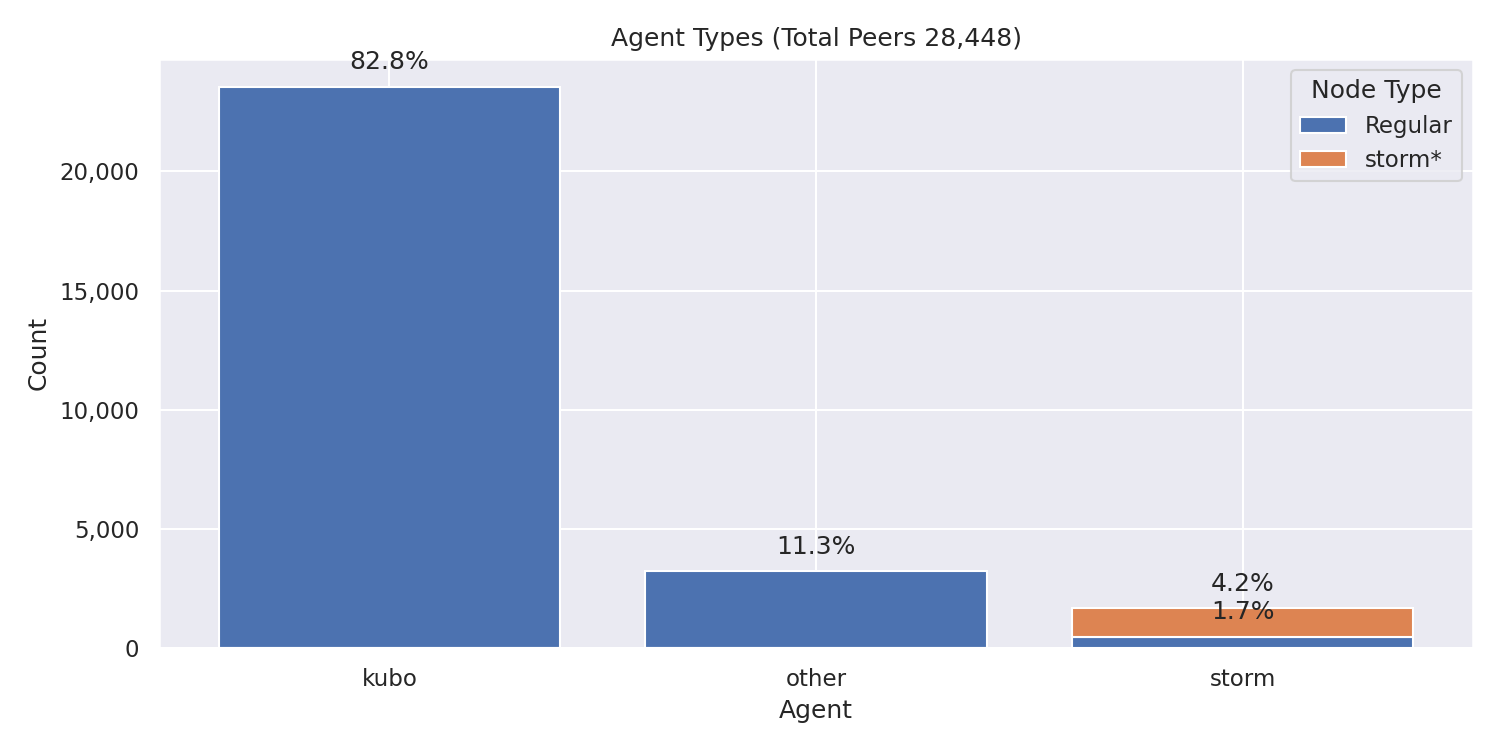 Agent Types (Total Peers 28,448)
82.8%
Node Type
Regular
storm*
20,000
15,000
Count
10,000
5,000
11.3%
4.2%
1.7%
0
kubo
other
storm
Agent